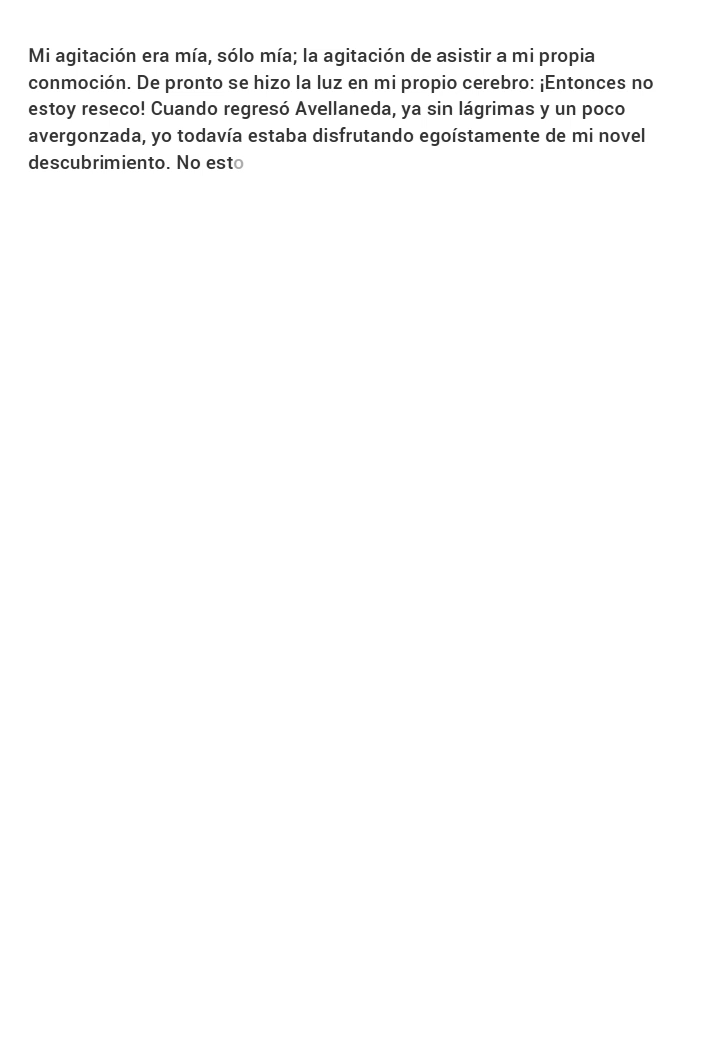 Mi agitación era mía, sólo mía; la agitación de asistir a mi propia
conmoción. De pronto se hizo la luz en mi propio cerebro: ¡Entonces no
estoy reseco! Cuando regresó Avellaneda, ya sin lágrimas y un poco
avergonzada, yo todavía estaba disfrutando egoístamente de mi novel
descubrimiento. No esto